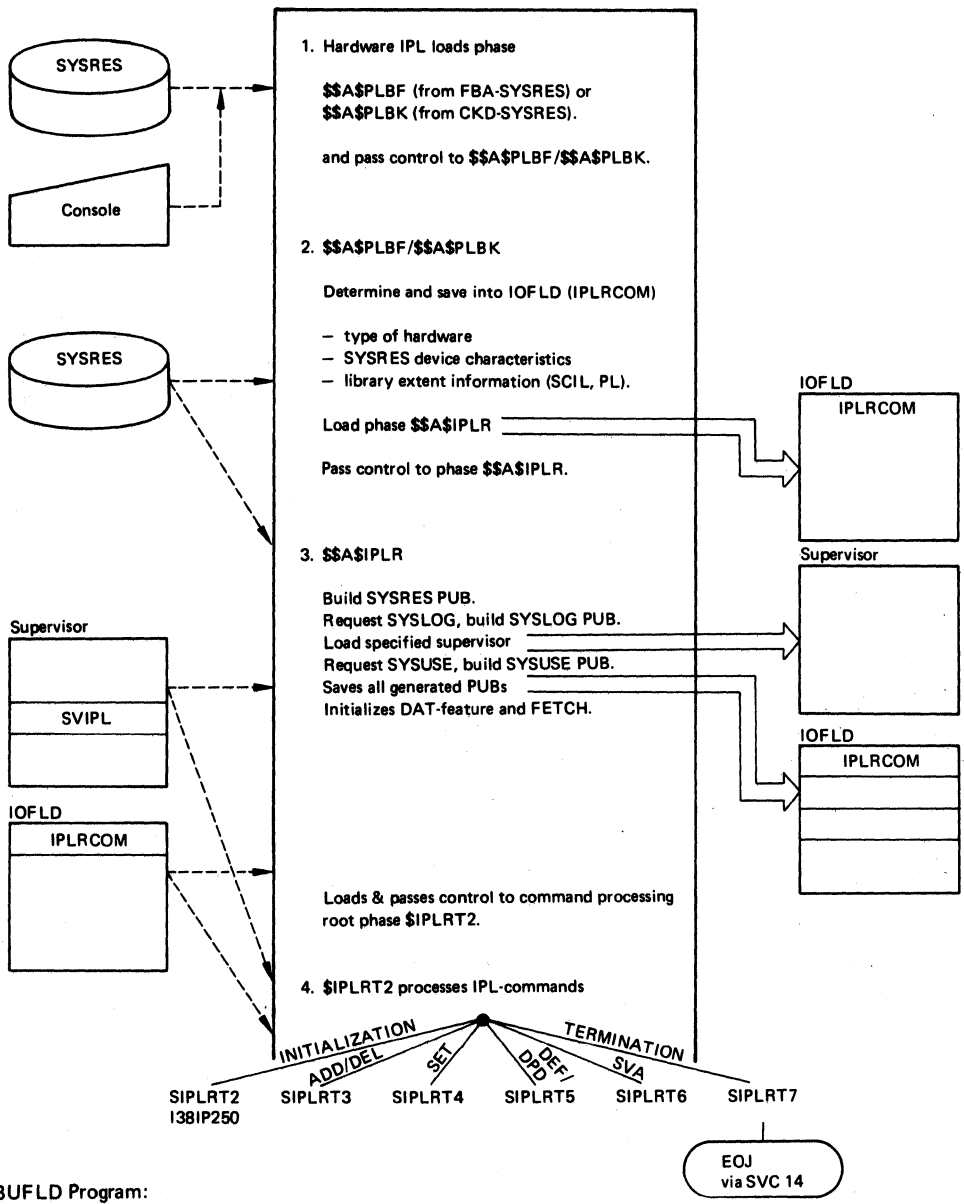 SYSRES
Console
1. Hardware IPL loads phase
$$A$PLBF (from FBA-SYSRES) or
$$A$PLBK (from CKD-SYSRES).
and pass control to $$A$PLBF/$$A$PLBK.
2. $$A$PLBF/$$A$PLBK
Determine and save into IOFLD (IPLRCOM)
– type of hardware
– SYSRES device characteristics
– library extent information (SCIL, PL).
Load phase $$A$IPLR
Pass control to phase $$A$IPLR.
SYSRES
IOFLD
IPLRCOM
3. $$A$IPLR
Build SYSRES PUB.
Request SYSLOG, build SYSLOG PUB.
Load specified supervisor
Request SYSUSE, build SYSUSE PUB.
Saves all generated PUBs
Initializes DAT-feature and FETCH.
Supervisor
Supervisor
SVIPL
IOFLD
IPLRCOM
IOFLD
IPLRCOM
Loads & passes control to command processing
root phase $IPLRT2.
4. $IPLRT2 processes IPL-commands
INITIALIZATION
ADD/DEL
SET
DEF/
DPD
SVA
TERMINATION
SIPLRT2
I38IP250
SIPLRT3
SIPLRT4
SIPLRT5
SIPLRT6
SIPLRT7
EOJ
via SVC 14
BUFLD Program: